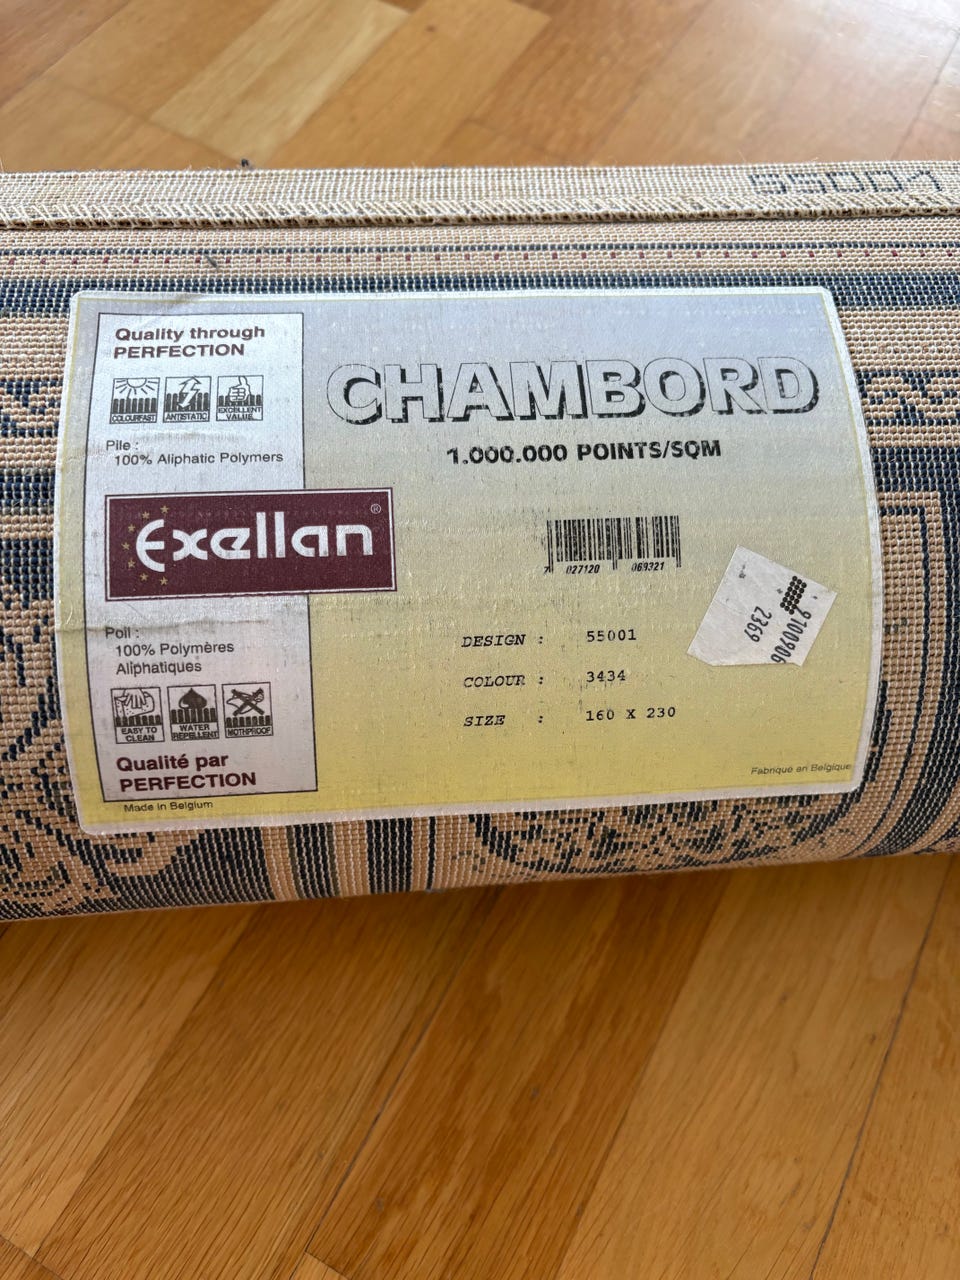 55001
Quality through
PERFECTION
COLOURFAST
ANTISTATIC
EXCELLENT
VALUE
Pile :
100% Aliphatic Polymers
Exellan®
Poil :
100% Polymères
Aliphatiques
EASY TO
CLEAN
WATER
REPELLENT
MOTHPROOF
Qualité par
PERFECTION
Made in Belgium
CHAMBORD
1.000.000 POINTS/SQM
7 027120 069321
DESIGN : 55001
COLOUR : 3434
SIZE : 160 X 230
9100906
2369
Fabriqué en Belgique